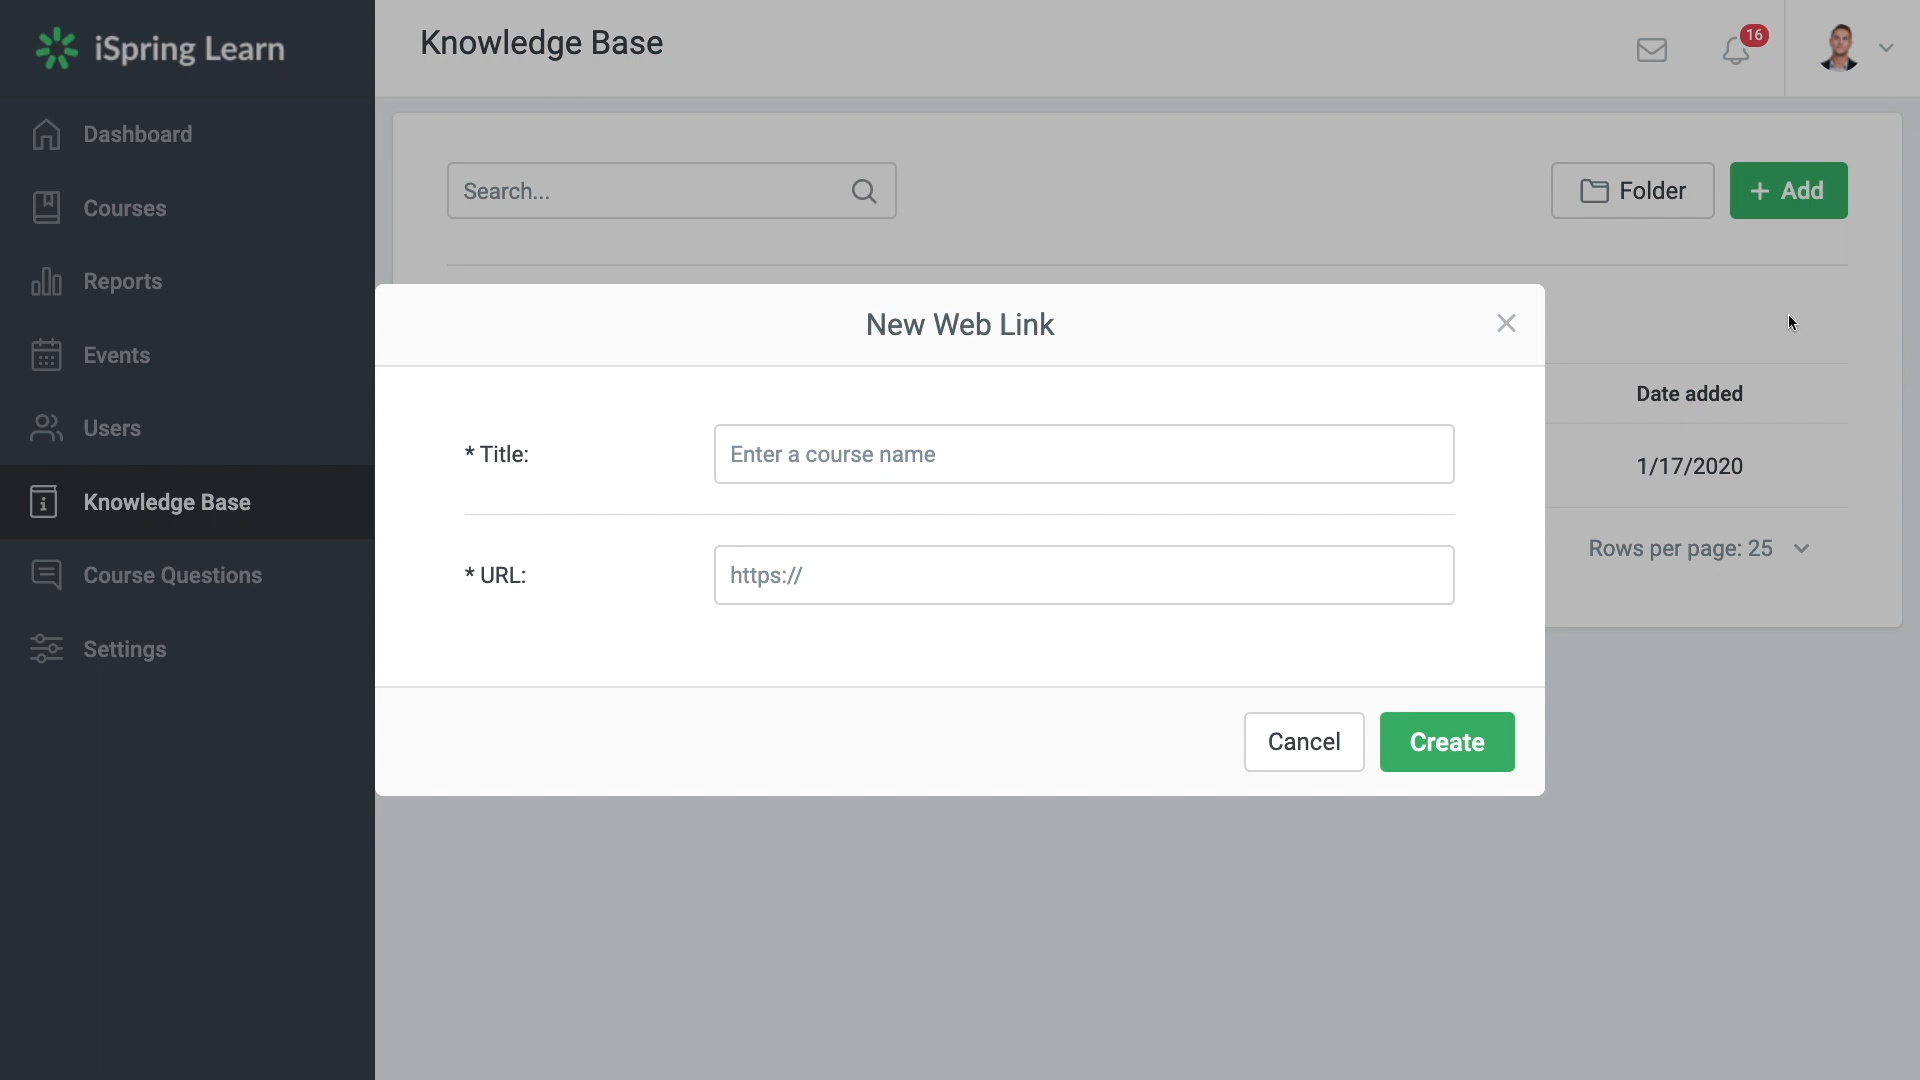 iSpring Learn
Knowledge Base
16
Dashboard
Courses
Reports
Events
Users
Knowledge Base
Course Questions
Settings
Search...
Folder
+ Add
New Web Link
* Title:
Enter a course name
* URL:
https://
Cancel
Create
Date added
1/17/2020
Rows per page: 25